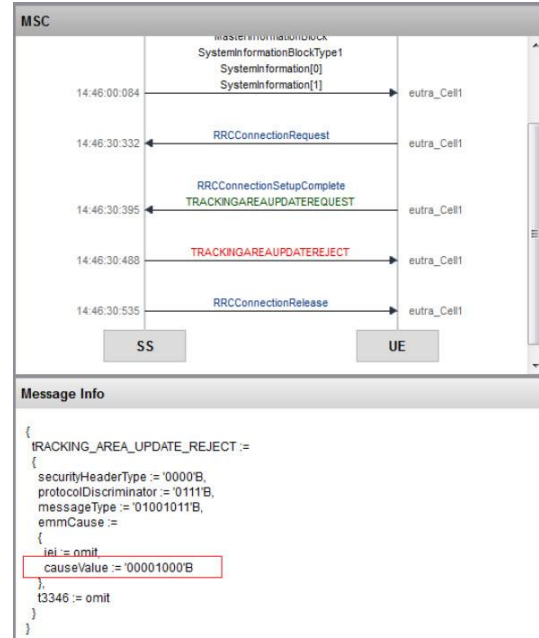 MSC
MasterInformationBlock
SystemInformationBlockType1
SystemInformation[0]
SystemInformation[1]
14:46:00:084
eutra_Cell1
RRCConnectionRequest
14:46:30:332
eutra_Cell1
RRCConnectionSetupComplete
TRACKINGAREAUPDATEREQUEST
14:46:30:395
eutra_Cell1
TRACKINGAREAUPDATEREJECT
14:46:30:488
eutra_Cell1
RRCConnectionRelease
14:46:30:535
eutra_Cell1
SS
UE
Message Info
{
tRACKING_AREA_UPDATE_REJECT :=
{
securityHeaderType := '0000'B,
protocolDiscriminator := '0111'B,
messageType := '01001011'B,
emmCause :=
{
iei := omit,
causeValue := '00001000'B
},
t3346 := omit
}
}